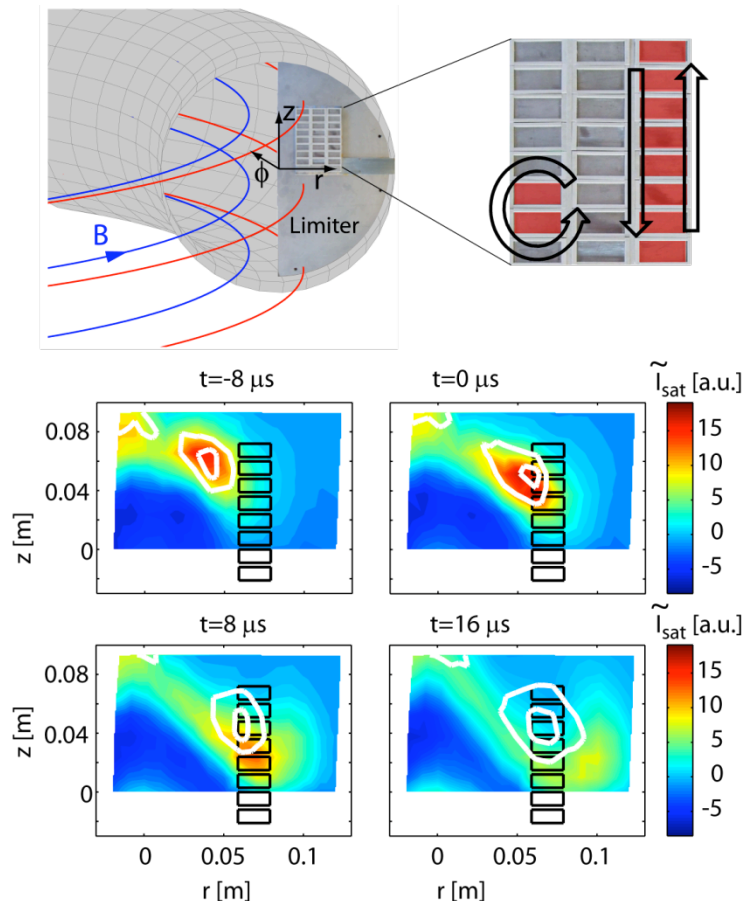 z
ϕ
r
Limiter
B
t=-8 μs
t=0 μs
Ĩsat [a.u.]
0.08
0.04
0
z [m]
15
10
5
0
-5
t=8 μs
t=16 μs
Ĩsat [a.u.]
0.08
0.04
0
z [m]
15
10
5
0
-5
0
0.05
0.1
0
0.05
0.1
r [m]
r [m]